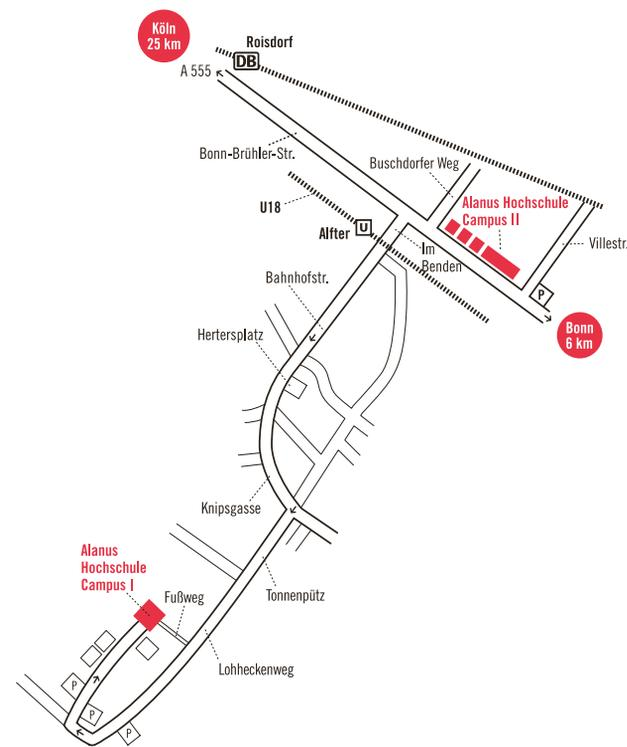 Köln
25 km
Roisdorf
DB
A 555
Bonn-Brühler-Str.
Buschdorfer Weg
U18
Alanus Hochschule
Campus II
Alfter
U
Im
Benden
Villestr.
P
Bahnhofstr.
Bonn
6 km
Hertersplatz
Knipsgasse
Alanus
Hochschule
Campus I
Fußweg
Tonnenpütz
Lohheckenweg
P
P
P